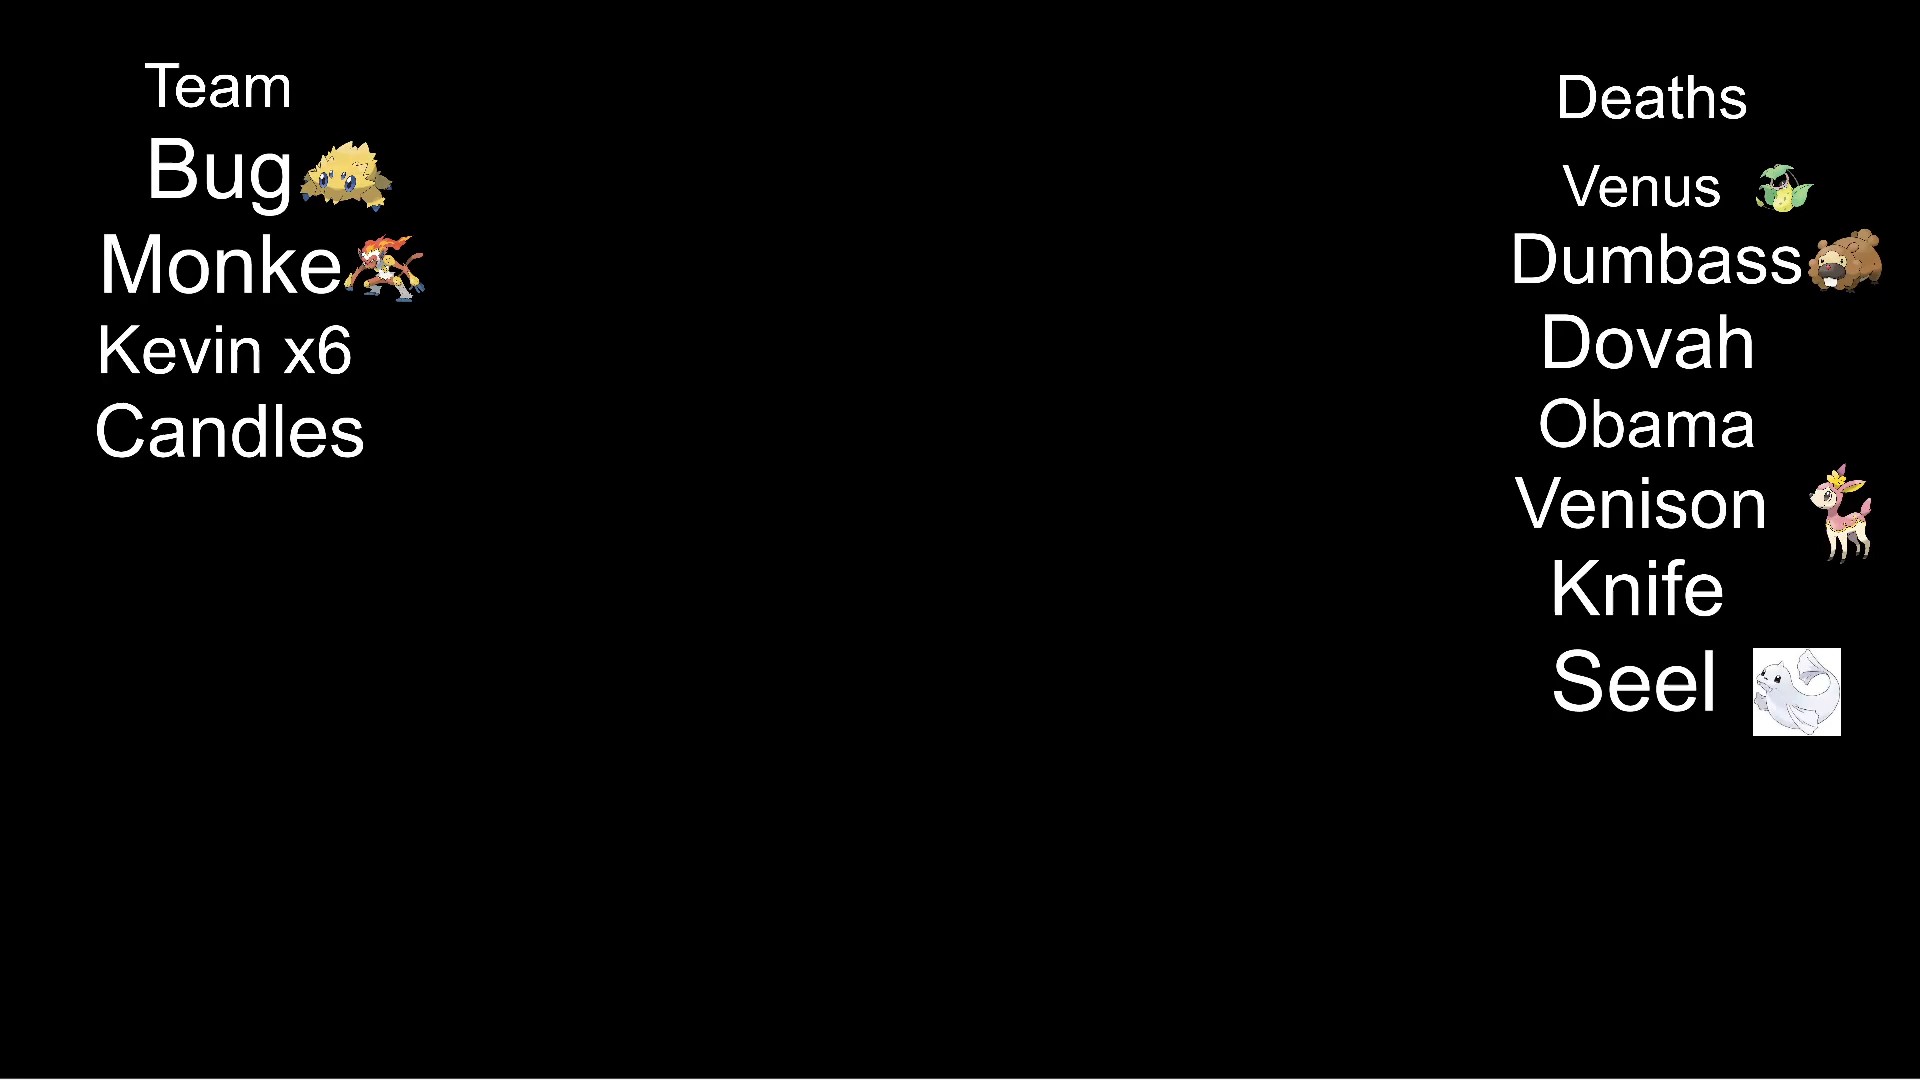 Team
Bug
Monke
Kevin x6
Candles
Deaths
Venus
Dumbass
Dovah
Obama
Venison
Knife
Seel